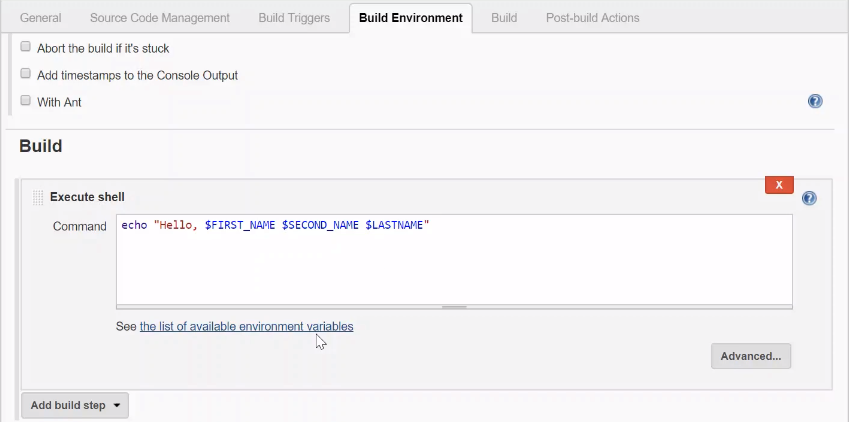 General Source Code Management Build Triggers Build Environment Build Post-build Actions
Abort the build if it's stuck
Add timestamps to the Console Output
With Ant
?
Build
X
Execute shell
?
Command echo "Hello, $FIRST_NAME $SECOND_NAME $LASTNAME"
See the list of available environment variables
Advanced...
Add build step